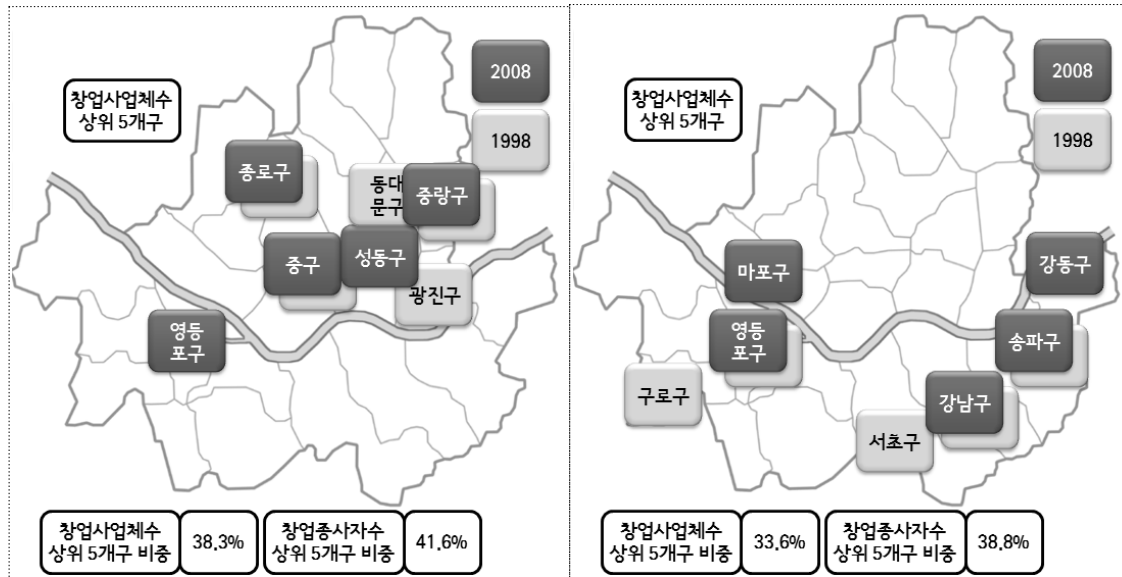 창업사업체수
상위 5개구
2008
1998
종로구
동대
문구
중랑구
중구
성동구
광진구
영등
포구
창업사업체수
상위 5개구 비중
38.3%
창업종사자수
상위 5개구 비중
41.6%
창업사업체수
상위 5개구
2008
1998
마포구
강동구
영등
포구
송파구
구로구
강남구
서초구
창업사업체수
상위 5개구 비중
33.6%
창업종사자수
상위 5개구 비중
38.8%